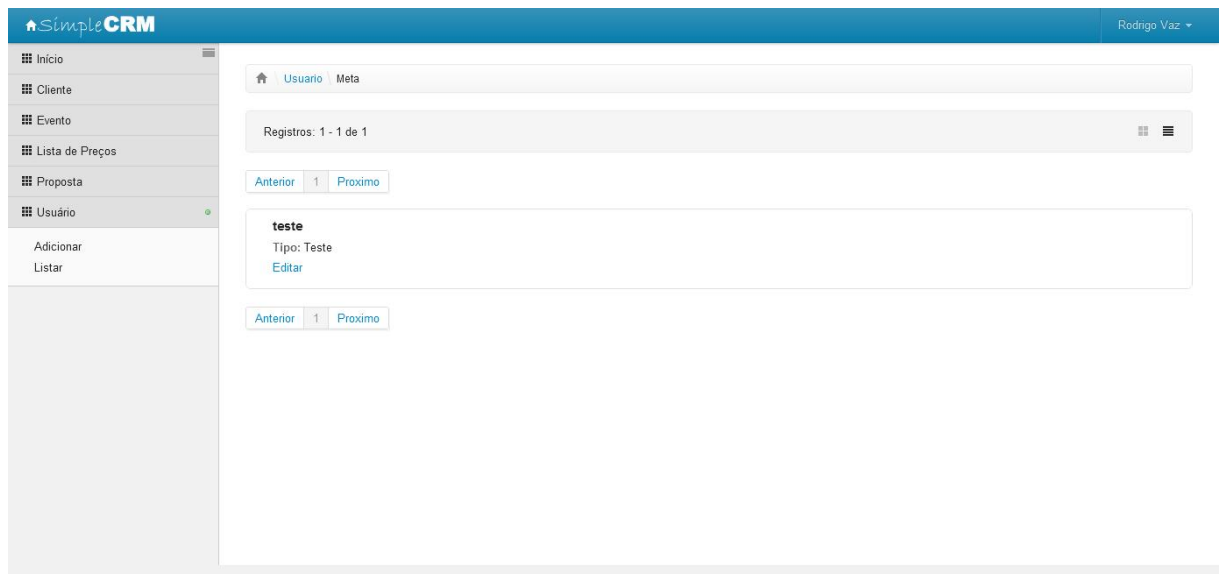 SimpleCRM
Rodrigo Vaz
Início
Cliente
Evento
Lista de Preços
Proposta
Usuário
Adicionar
Listar
Usuario \ Meta
Registros: 1 - 1 de 1
Anterior 1 Proximo
teste
Tipo: Teste
Editar
Anterior 1 Proximo